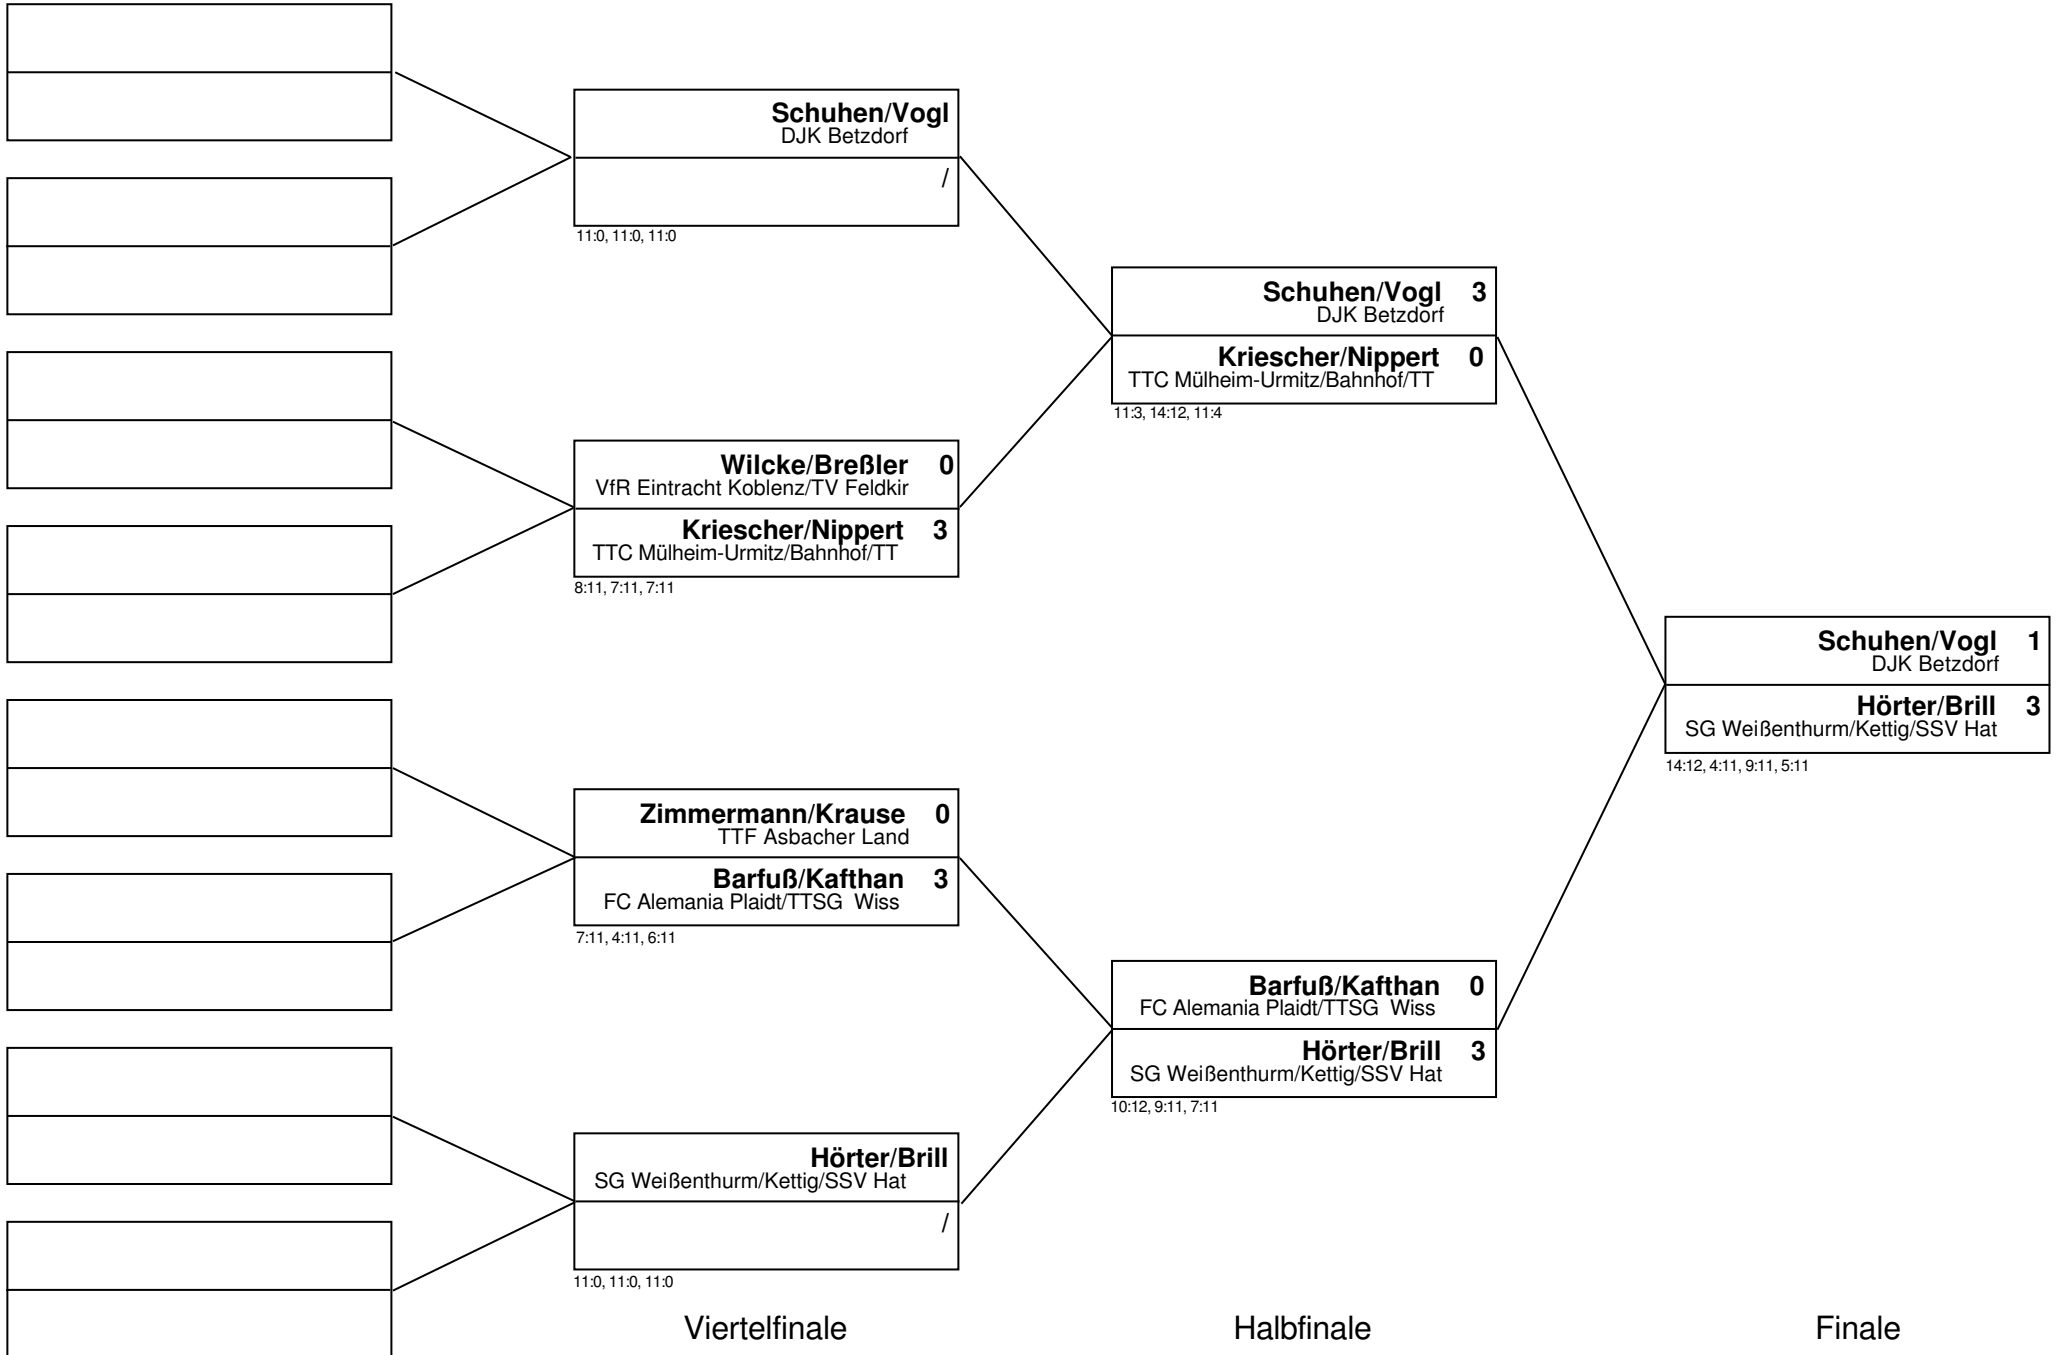 Schuhen/Vogl
DJK Betzdorf
/
11:0, 11:0, 11:0
Wilcke/Breßler 0
VfR Eintracht Koblenz/TV Feldkir
Kriescher/Nippert 3
TTC Mülheim-Urmitz/Bahnhof/TT
8:11, 7:11, 7:11
Zimmermann/Krause 0
TTF Asbacher Land
Barfuß/Kafthan 3
FC Alemania Plaidt/TTSG  Wiss
7:11, 4:11, 6:11
Hörter/Brill
SG Weißenthurm/Kettig/SSV Hat
/
11:0, 11:0, 11:0
Viertelfinale
Schuhen/Vogl 3
DJK Betzdorf
Kriescher/Nippert 0
TTC Mülheim-Urmitz/Bahnhof/TT
11:3, 14:12, 11:4
Barfuß/Kafthan 0
FC Alemania Plaidt/TTSG  Wiss
Hörter/Brill 3
SG Weißenthurm/Kettig/SSV Hat
10:12, 9:11, 7:11
Halbfinale
Schuhen/Vogl 1
DJK Betzdorf
Hörter/Brill 3
SG Weißenthurm/Kettig/SSV Hat
14:12, 4:11, 9:11, 5:11
Finale